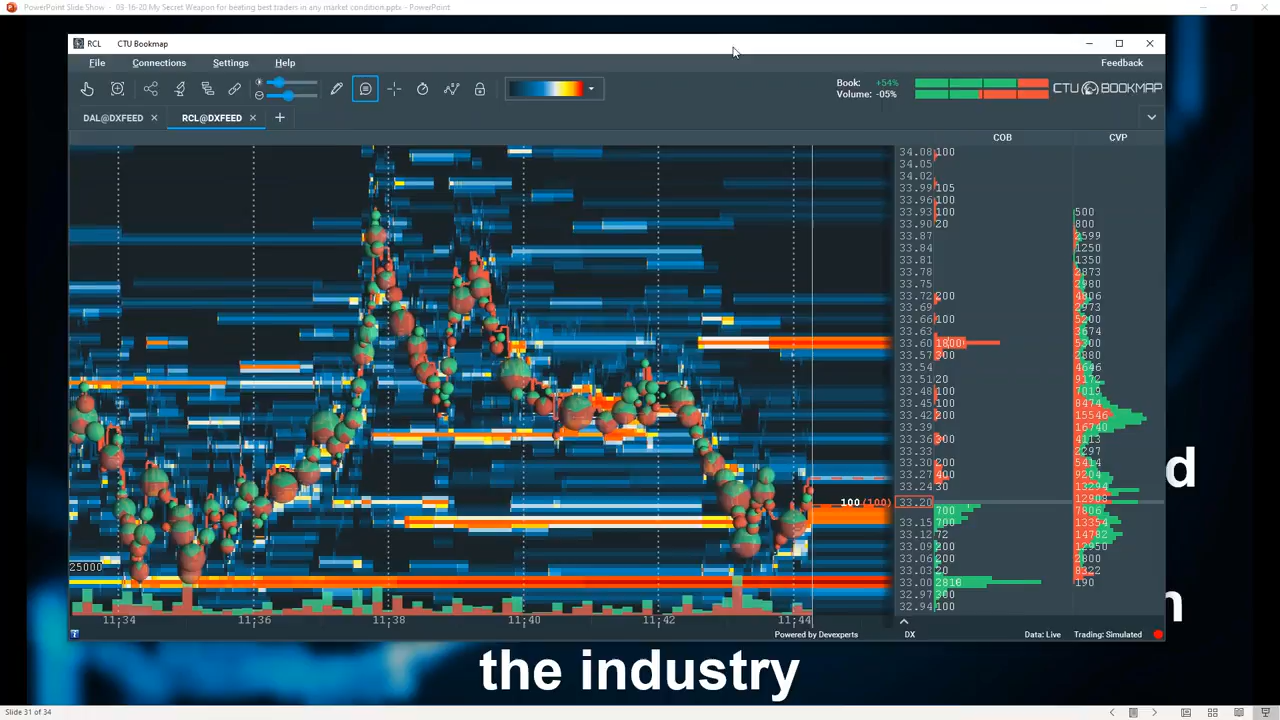 PowerPoint Slide Show - 03-16-20 My Secret Weapon for beating best traders in any market condition.pptx - PowerPoint
RCL CTU Bookmap
File Connections Settings Help Feedback
Book: +54%
Volume: -05%
CTU BOOKMAP
DAL@DXFEED RCL@DXFEED
COB CVP
34.08 100
34.05
34.02
33.99 105
33.96 100
33.93 100 500
33.90 20 800
33.87 2599
33.84 1250
33.81 1350
33.78 2873
33.75 2980
33.72 200 4806
33.69 2973
33.66 100 5200
33.63 3674
33.60 1800 5300
33.57 300 2880
33.54 4646
33.51 20 9172
33.48 100 7015
33.45 100 8474
33.42 200 15546
33.39 16740
33.36 300 4113
33.33 2297
33.30 200 5414
33.27 400 9204
33.24 30 13294
100 (100) 33.20 12908
700 7806
33.15 700 13354
33.12 72 14782
33.09 200 12950
33.06 200 2800
25000 33.03 20 832
33.00 2816 190
32.97 300
32.94 100
11:34 11:36 11:38 11:40 11:42 11:44
Powered by Devexperts DX Data: Live Trading: Simulated
d
n
the industry
Slide 31 of 34